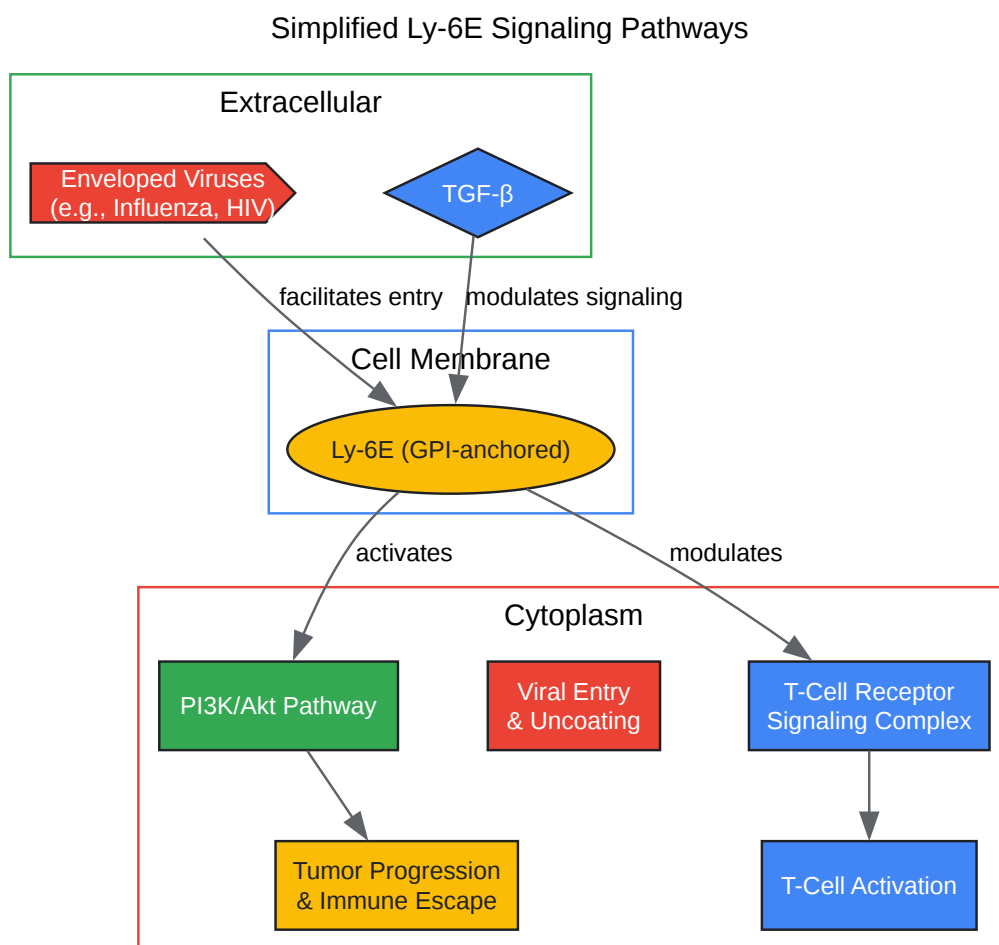 Simplified Ly-6E Signaling Pathways
Extracellular
Enveloped Viruses
(e.g., Influenza, HIV)
TGF-β
facilitates entry
modulates signaling
Cell Membrane
Ly-6E (GPI-anchored)
activates
modulates
Cytoplasm
PI3K/Akt Pathway
Viral Entry
& Uncoating
T-Cell Receptor
Signaling Complex
Tumor Progression
& Immune Escape
T-Cell Activation